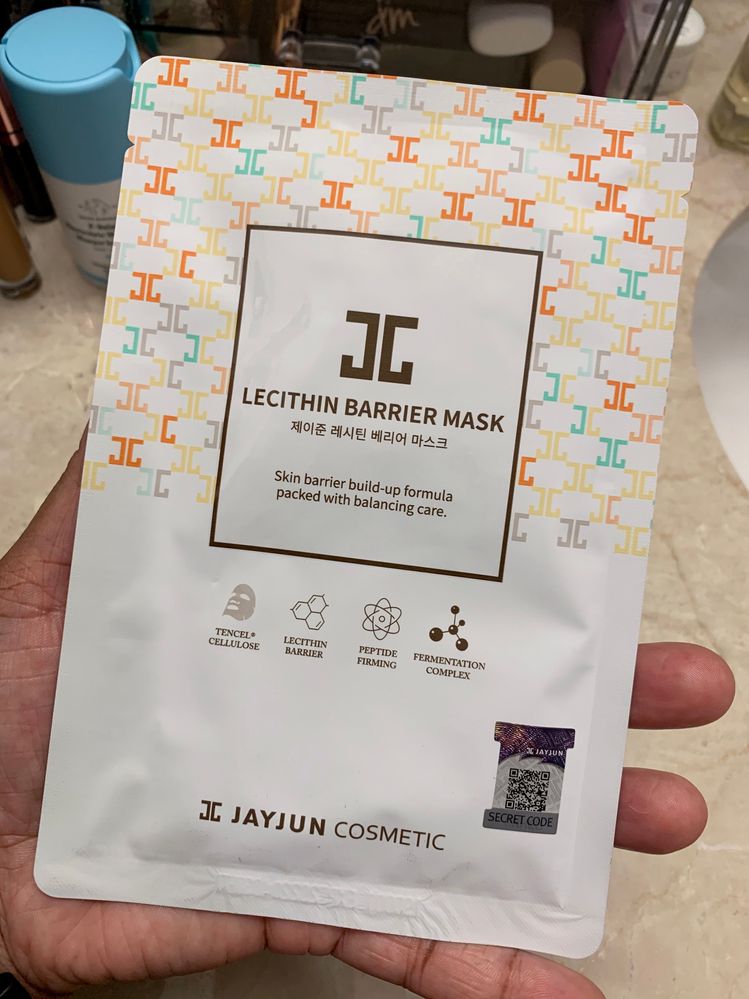 LECITHIN BARRIER MASK
제이준 레시틴 베리어 마스크
Skin barrier build-up formula
packed with balancing care.
TENCEL®
CELLULOSE
LECITHIN
BARRIER
PEPTIDE
FIRMING
FERMENTATION
COMPLEX
JAYJUN
SECRET CODE
JAYJUN COSMETIC